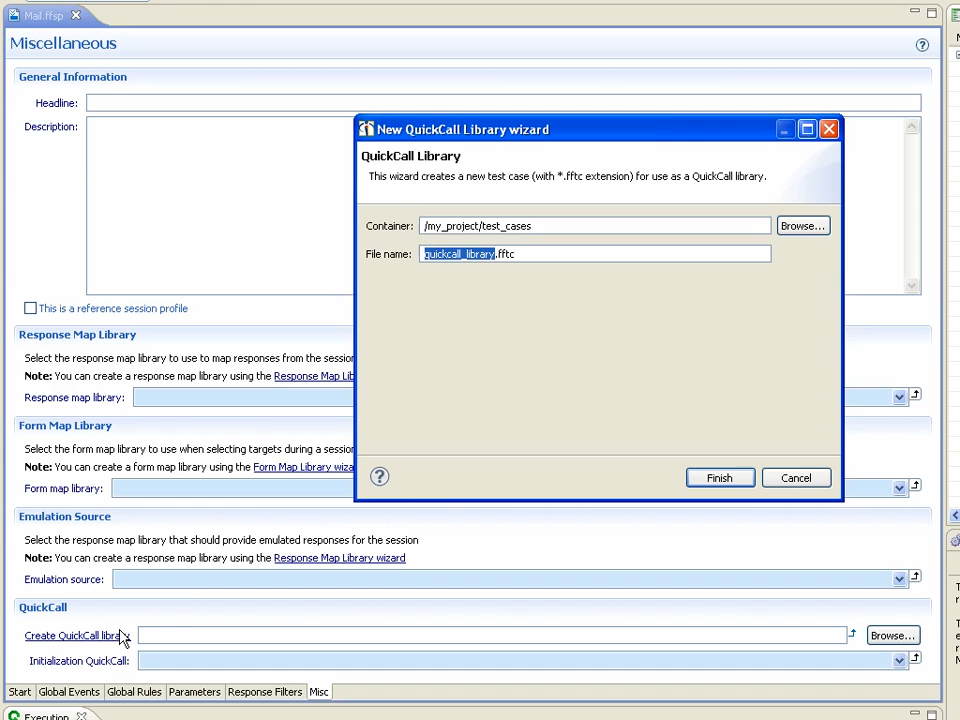 Mail.ffsp
Miscellaneous
General Information
Headline:
Description:
This is a reference session profile
Response Map Library
Select the response map library to use to map responses from the session
Note: You can create a response map library using the Response Map Lib
Response map library:
Form Map Library
Select the form map library to use when selecting targets during a session
Note: You can create a form map library using the Form Map Library wiza
Form map library:
Emulation Source
Select the response map library that should provide emulated responses for the session
Note: You can create a response map library using the Response Map Library wizard
Emulation source:
QuickCall
Create QuickCall library:
Browse...
Initialization QuickCall:
Start Global Events Global Rules Parameters Response Filters Misc
Execution
New QuickCall Library wizard
QuickCall Library
This wizard creates a new test case (with *.fftc extension) for use as a QuickCall library.
Container: /my_project/test_cases Browse...
File name: quickcall_library.fftc
Finish Cancel